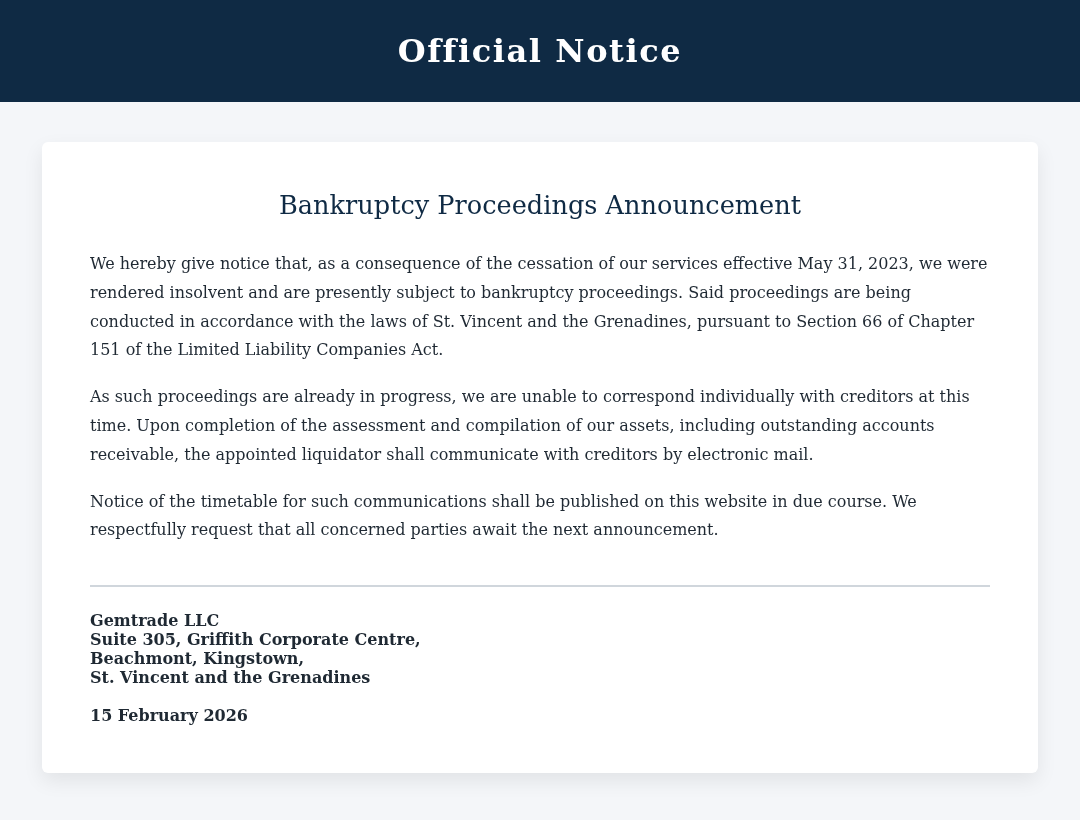 Official Notice
Bankruptcy Proceedings Announcement
We hereby give notice that, as a consequence of the cessation of our services effective May 31, 2023, we were
rendered insolvent and are presently subject to bankruptcy proceedings. Said proceedings are being
conducted in accordance with the laws of St. Vincent and the Grenadines, pursuant to Section 66 of Chapter
151 of the Limited Liability Companies Act.
As such proceedings are already in progress, we are unable to correspond individually with creditors at this
time. Upon completion of the assessment and compilation of our assets, including outstanding accounts
receivable, the appointed liquidator shall communicate with creditors by electronic mail.
Notice of the timetable for such communications shall be published on this website in due course. We
respectfully request that all concerned parties await the next announcement.
Gemtrade LLC
Suite 305, Griffith Corporate Centre,
Beachmont, Kingstown,
St. Vincent and the Grenadines
15 February 2026